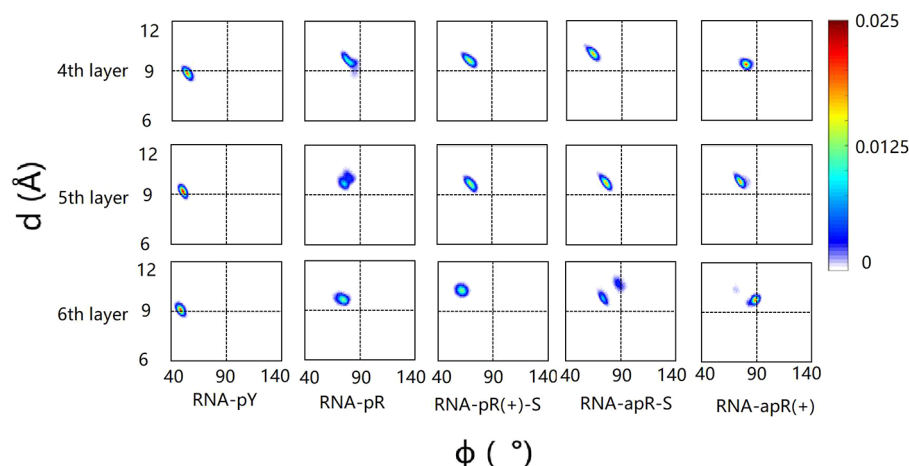 12
9
6
4th layer
12
9
6
5th layer
12
9
6
6th layer
d (Å)
40 90 140
40 90 140
40 90 140
40 90 140
40 90 140
RNA-pY
RNA-pR
RNA-pR(+)-S
RNA-apR-S
RNA-apR(+)
ϕ ( °)
0.025
0.0125
0